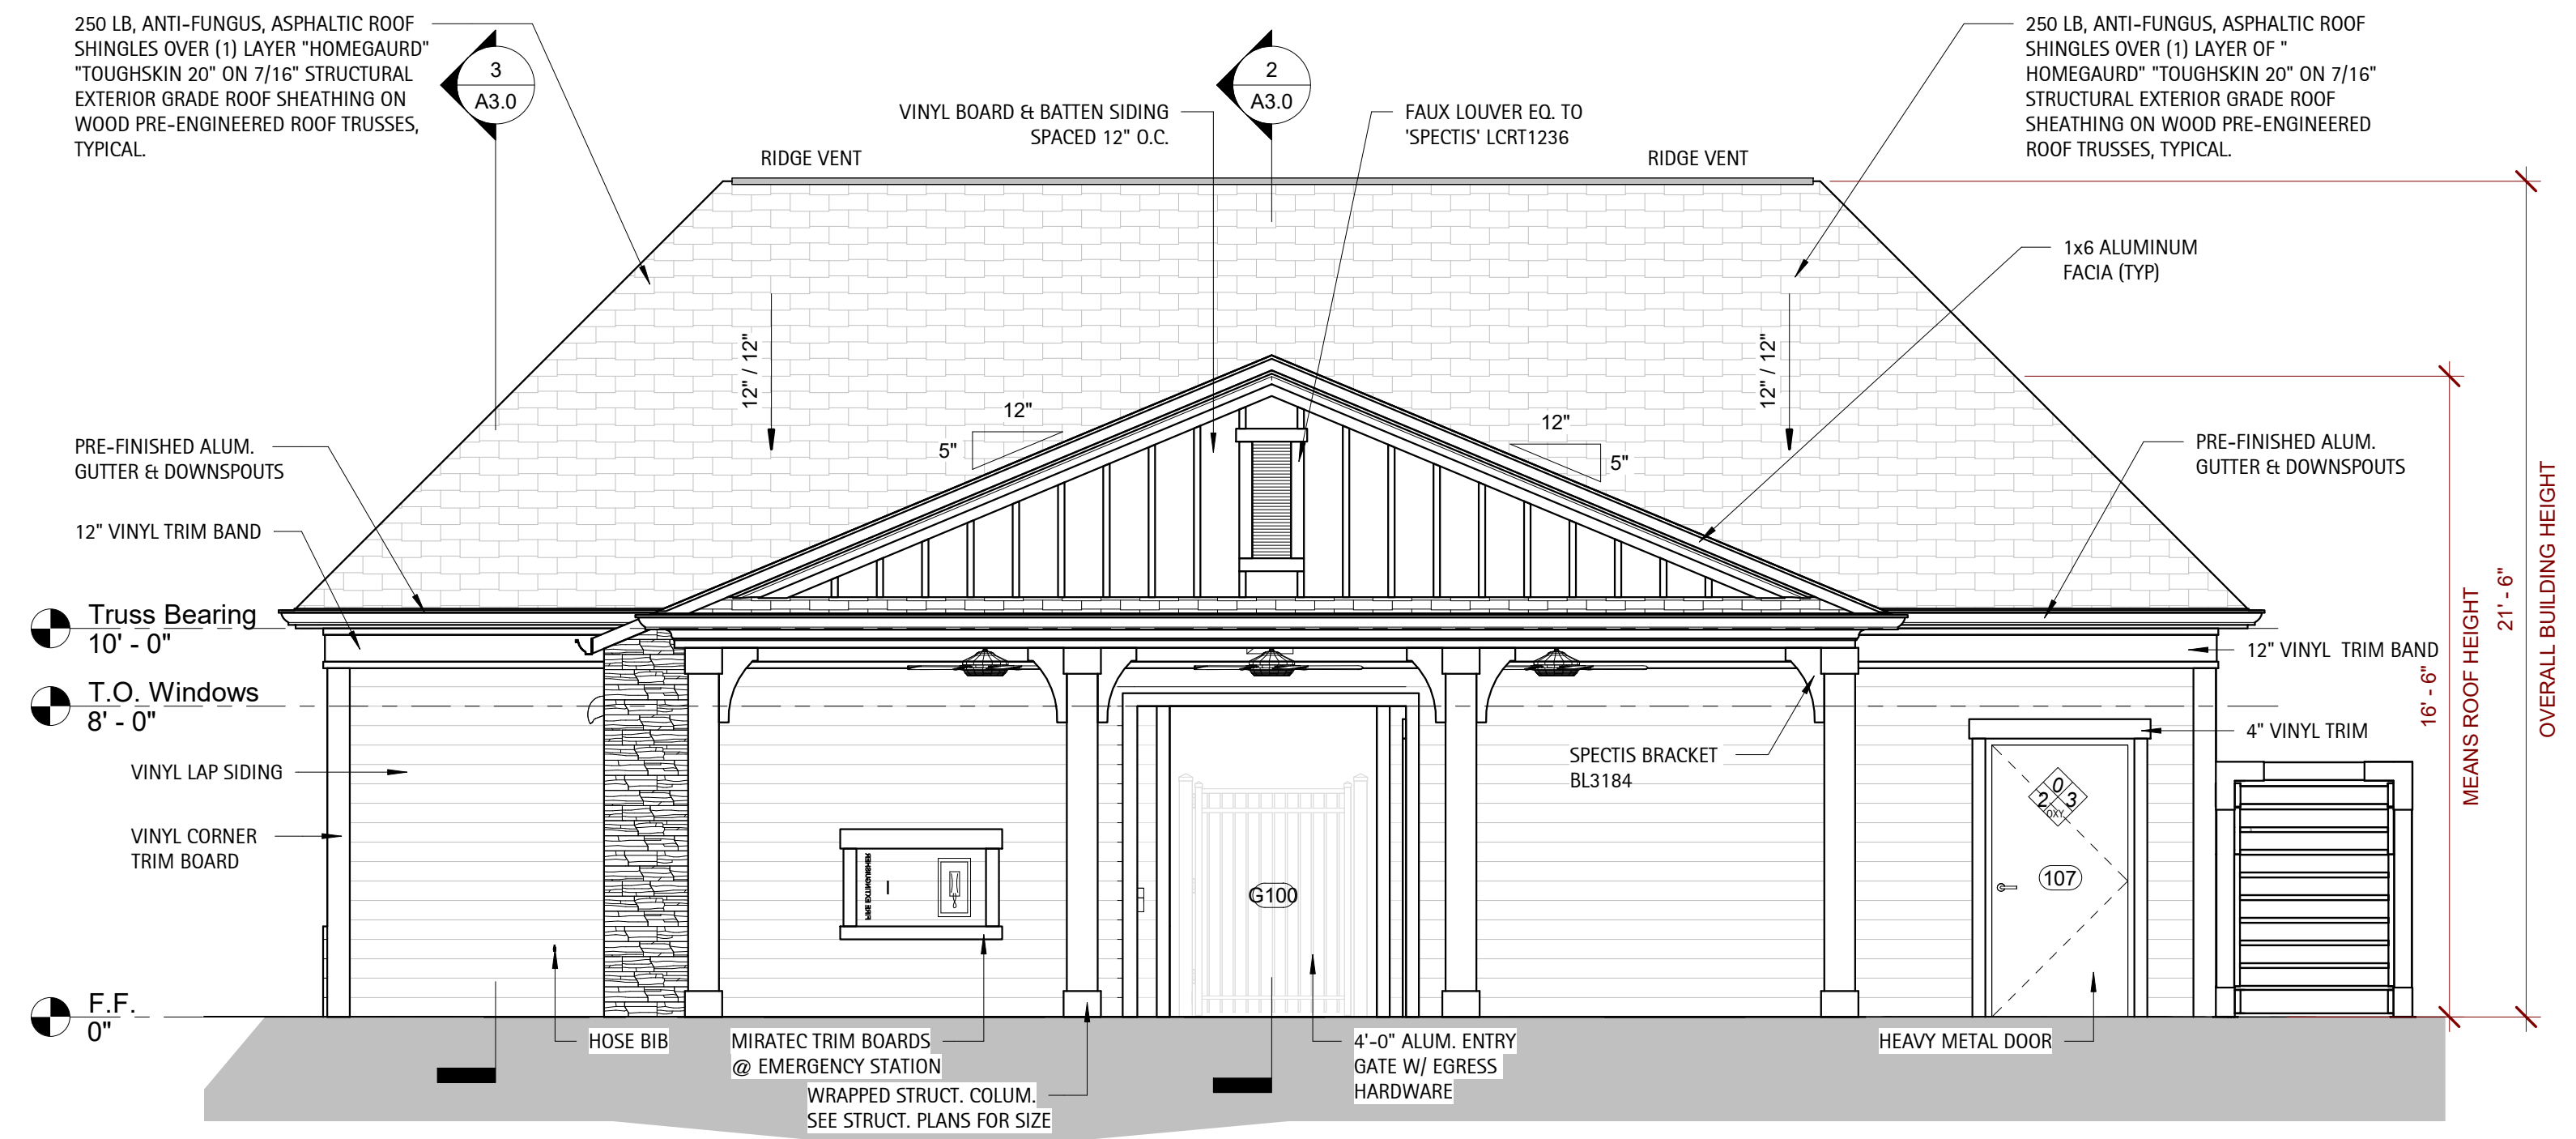 250 LB, ANTI-FUNGUS, ASPHALTIC ROOF
SHINGLES OVER (1) LAYER "HOMEGAURD"
"TOUGHSKIN 20" ON 7/16" STRUCTURAL
EXTERIOR GRADE ROOF SHEATHING ON
WOOD PRE-ENGINEERED ROOF TRUSSES,
TYPICAL.
3
A3.0
VINYL BOARD & BATTEN SIDING
SPACED 12" O.C.
2
A3.0
FAUX LOUVER EQ. TO
'SPECTIS' LCRT1236
250 LB, ANTI-FUNGUS, ASPHALTIC ROOF
SHINGLES OVER (1) LAYER OF "
HOMEGAURD" "TOUGHSKIN 20" ON 7/16"
STRUCTURAL EXTERIOR GRADE ROOF
SHEATHING ON WOOD PRE-ENGINEERED
ROOF TRUSSES, TYPICAL.
RIDGE VENT
RIDGE VENT
1x6 ALUMINUM
FACIA (TYP)
12" / 12"
12" / 12"
12"
5"
12"
5"
PRE-FINISHED ALUM.
GUTTER & DOWNSPOUTS
PRE-FINISHED ALUM.
GUTTER & DOWNSPOUTS
12" VINYL TRIM BAND
Truss Bearing
10' - 0"
12" VINYL TRIM BAND
T.O. Windows
8' - 0"
4" VINYL TRIM
SPECTIS BRACKET
BL3184
VINYL LAP SIDING
VINYL CORNER
TRIM BOARD
FIRE EXTINGUISHER
G100
0
2
3
OXY.
107
16' - 6"
MEANS ROOF HEIGHT
21' - 6"
OVERALL BUILDING HEIGHT
F.F.
0"
HOSE BIB
MIRATEC TRIM BOARDS
@ EMERGENCY STATION
WRAPPED STRUCT. COLUM.
SEE STRUCT. PLANS FOR SIZE
4'-0" ALUM. ENTRY
GATE W/ EGRESS
HARDWARE
HEAVY METAL DOOR